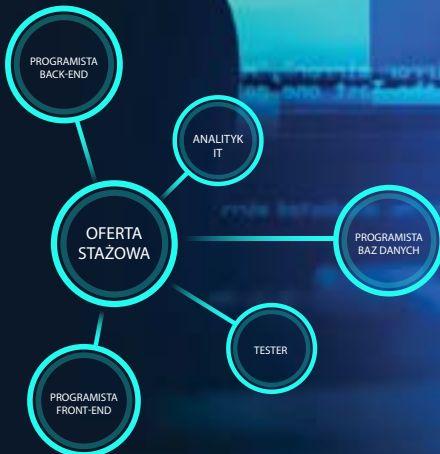 PROGRAMISTA
BACK-END
ANALITYK
IT
OFERTA
STAŻOWA
PROGRAMISTA
BAZ DANYCH
TESTER
PROGRAMISTA
FRONT-END